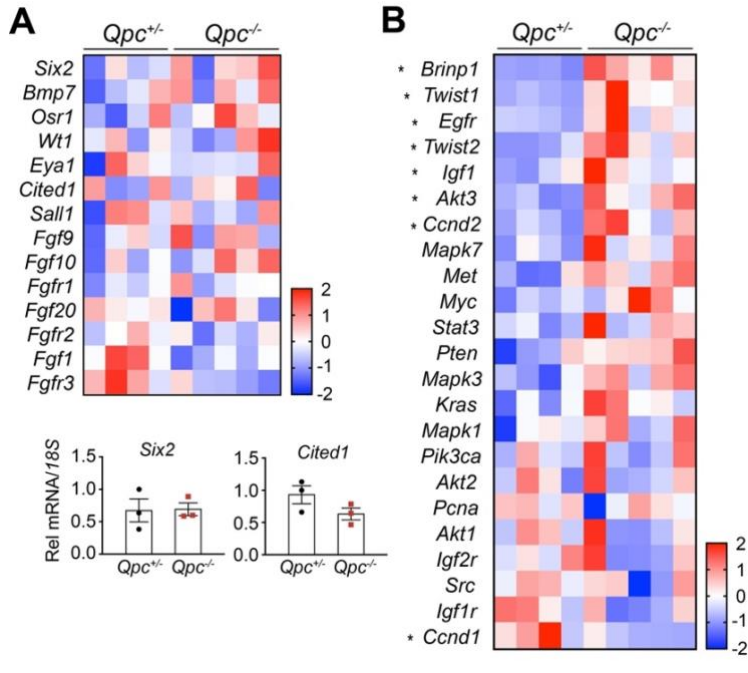 A
Qpc+/- Qpc-/-
Six2
Bmp7
Osr1
Wt1
Eya1
Cited1
Sall1
Fgf9
Fgf10
Fgfr1
Fgf20
Fgfr2
Fgf1
Fgfr3
2
1
0
-1
-2
Six2
Rel mRNA/18S
1.5
1.0
0.5
0.0
Qpc+/- Qpc-/-
Cited1
1.5
1.0
0.5
0.0
Qpc+/- Qpc-/-
B
Qpc+/- Qpc-/-
* Brinp1
* Twist1
* Egfr
* Twist2
* Igf1
* Akt3
* Ccnd2
Mapk7
Met
Myc
Stat3
Pten
Mapk3
Kras
Mapk1
Pik3ca
Akt2
Pcna
Akt1
Igf2r
Src
Igf1r
* Ccnd1
2
1
0
-1
-2